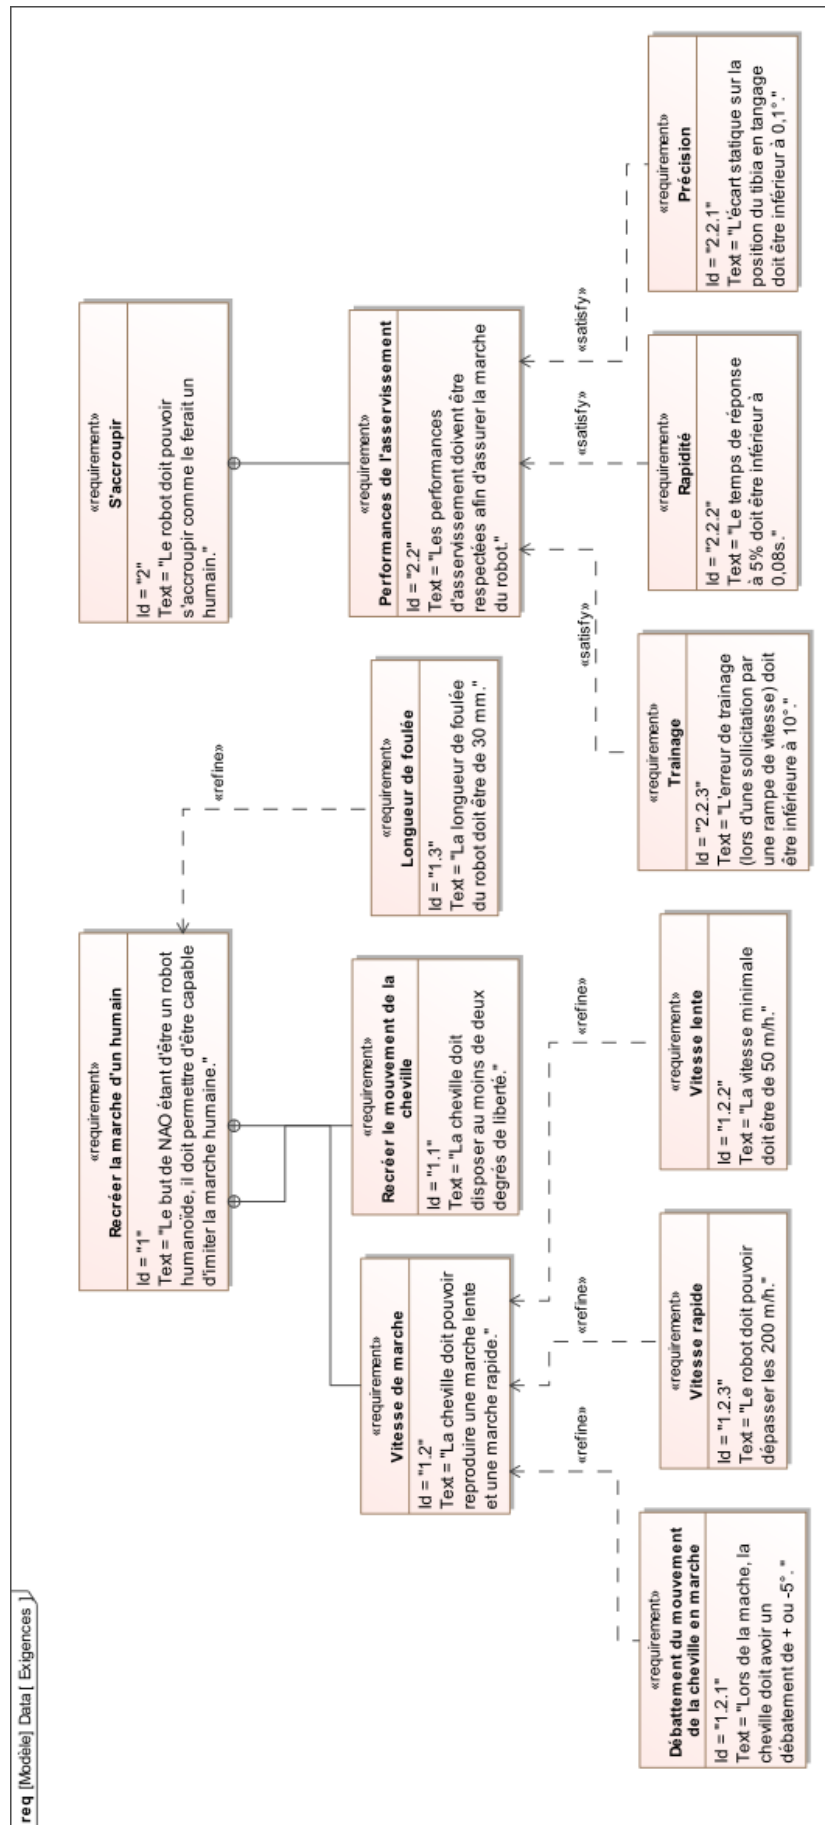 req [Modèle] Data [ Exigences ]
«requirement»
Recréer la marche d'un humain
Id = "1"
Text = "Le but de NAO étant d'être un robot
humanoïde, il doit permettre d'être capable
d'imiter la marche humaine."
«requirement»
S'accroupir
Id = "2"
Text = "Le robot doit pouvoir
s'accroupir comme le ferait un
humain."
«refine»
«requirement»
Vitesse de marche
Id = "1.2"
Text = "La cheville doit pouvoir
reproduire une marche lente
et une marche rapide."
«requirement»
Recréer le mouvement de la
cheville
Id = "1.1"
Text = "La cheville doit
disposer au moins de deux
degrés de liberté."
«requirement»
Longueur de foulée
Id = "1.3"
Text = "La longueur de foulée
du robot doit être de 30 mm."
«requirement»
Performances de l'asservissement
Id = "2.2"
Text = "Les performances
d'asservissement doivent être
respectées afin d'assurer la marche
du robot."
«refine»
«refine»
«refine»
«satisfy»
«satisfy»
«satisfy»
«requirement»
Débattement du mouvement
de la cheville en marche
Id = "1.2.1"
Text = "Lors de la mache, la
cheville doit avoir un
débatement de + ou -5°. "
«requirement»
Vitesse rapide
Id = "1.2.3"
Text = "Le robot doit pouvoir
dépasser les 200 m/h."
«requirement»
Vitesse lente
Id = "1.2.2"
Text = "La vitesse minimale
doit être de 50 m/h."
«requirement»
Trainage
Id = "2.2.3"
Text = "L'erreur de trainage
(lors d'une sollicitation par
une rampe de vitesse) doit
être inférieure à 10°."
«requirement»
Rapidité
Id = "2.2.2"
Text = "Le temps de réponse
à 5% doit être inférieur à
0,08s."
«requirement»
Précision
Id = "2.2.1"
Text = "L'écart statique sur la
position du tibia en tangage
doit être inférieur à 0,1°."